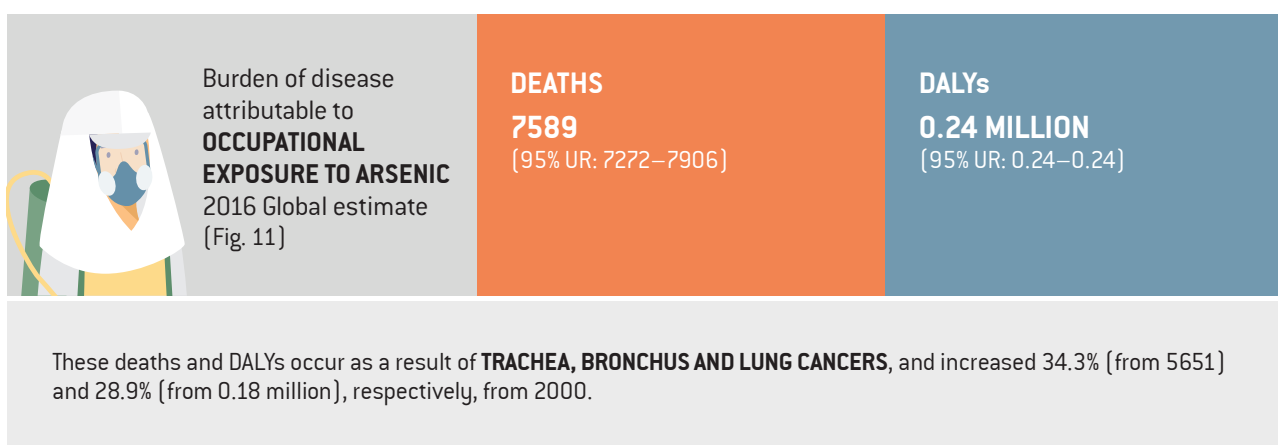 Burden of disease
attributable to
OCCUPATIONAL
EXPOSURE TO ARSENIC
2016 Global estimate
(Fig. 11)
DEATHS
7589
(95% UR: 7272–7906)
DALYs
0.24 MILLION
(95% UR: 0.24–0.24)
These deaths and DALYs occur as a result of TRACHEA, BRONCHUS AND LUNG CANCERS, and increased 34.3% (from 5651)
and 28.9% (from 0.18 million), respectively, from 2000.